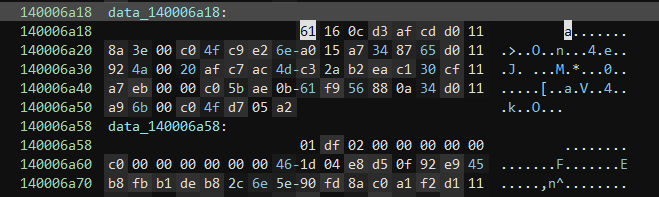 140006a18 data_140006a18:
140006a18 61 16 0c d3 af cd d0 11 a.......
140006a20 8a 3e 00 c0 4f c9 e2 6e-a0 15 a7 34 87 65 d0 11 .>..O..n...4.e..
140006a30 92 4a 00 20 af c7 ac 4d-c3 2a b2 ea c1 30 cf 11 .J. ...M.*...0..
140006a40 a7 eb 00 00 c0 5b ae 0b-61 f9 56 88 0a 34 d0 11 .....[..a.V..4..
140006a50 a9 6b 00 c0 4f d7 05 a2 .k..O...
140006a58 data_140006a58:
140006a58 01 df 02 00 00 00 00 00 ........
140006a60 c0 00 00 00 00 00 00 46-1d 04 e8 d5 0f 92 e9 45 .......F.......E
140006a70 b8 fb b1 de b8 2c 6e 5e-90 fd 8a c0 a1 f2 d1 11 .....,n^........